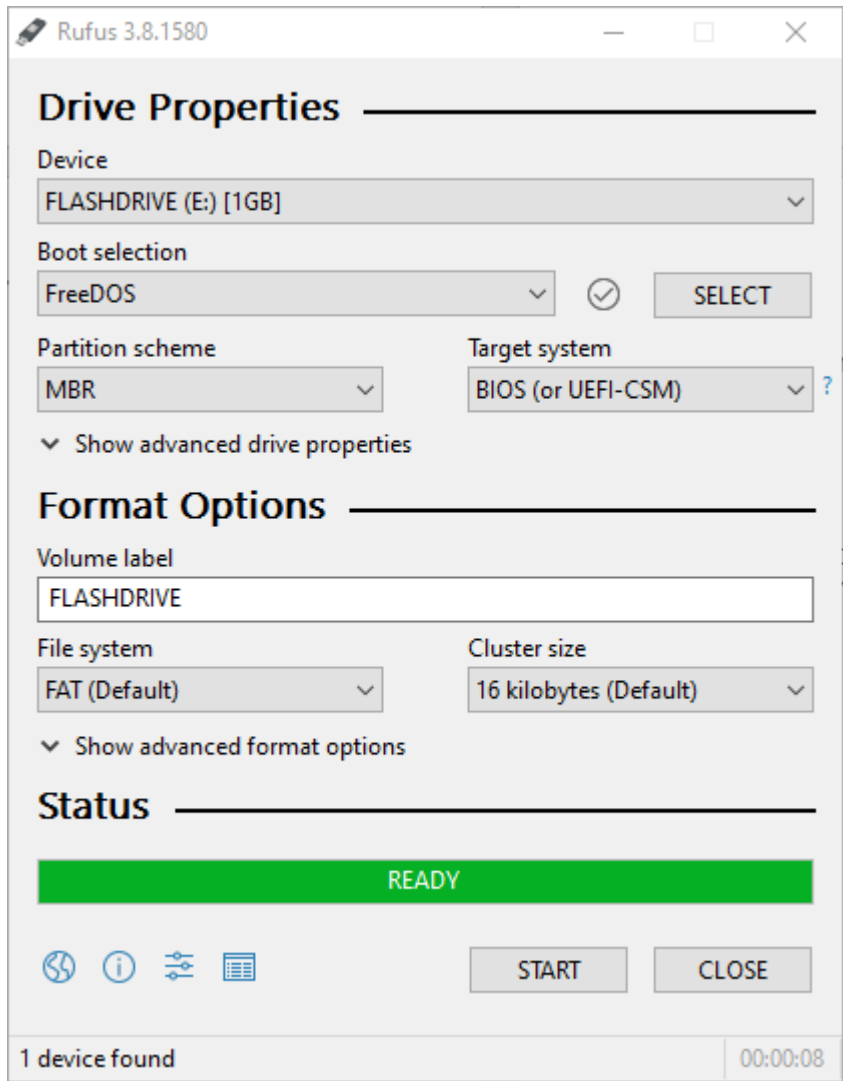 Rufus 3.8.1580
Drive Properties
Device
FLASHDRIVE (E:) [1GB]
Boot selection
FreeDOS
SELECT
Partition scheme
Target system
MBR
BIOS (or UEFI-CSM)
?
Show advanced drive properties
Format Options
Volume label
FLASHDRIVE
File system
Cluster size
FAT (Default)
16 kilobytes (Default)
Show advanced format options
Status
READY
START
CLOSE
1 device found
00:00:08